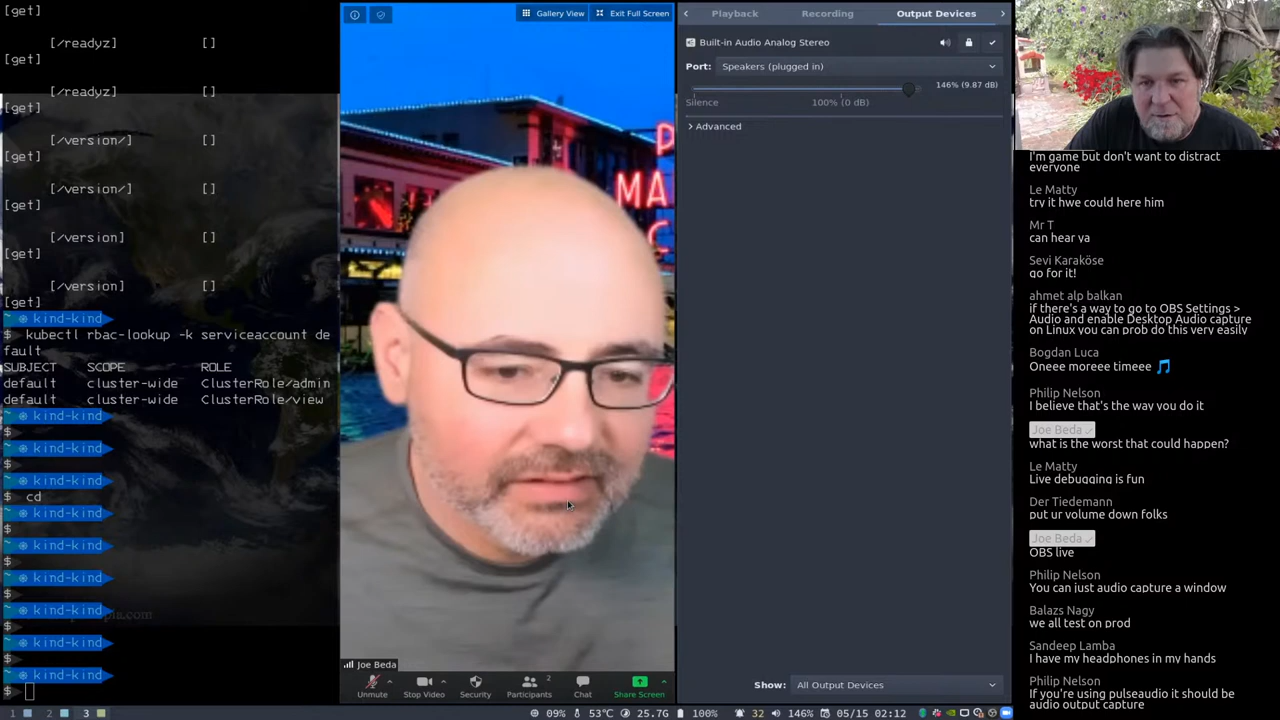 [get]
[/readyz] []
[get]
[/readyz] []
[get]
[/version/] []
[get]
[/version/] []
[get]
[/version] []
[get]
[/version] []
[get]
~ kind-kind
$ kubectl rbac-lookup -k serviceaccount de
fault
SUBJECT SCOPE ROLE
default cluster-wide ClusterRole/admin
default cluster-wide ClusterRole/view
~ kind-kind
$
~ kind-kind
$
~ kind-kind
$ cd
~ kind-kind
$
~ kind-kind
$
~ kind-kind
$
~ kind-kind
$
~ kind-kind
$
~ kind-kind
$
Gallery View Exit Full Screen
MA
Joe Beda
Unmute Stop Video Security Participants 2 Chat Share Screen
Playback Recording Output Devices
Built-in Audio Analog Stereo
Port: Speakers (plugged in)
146% (9.87 dB)
Silence 100% (0 dB)
Advanced
Show: All Output Devices
I'm game but don't want to distract
everyone
Le Matty
try it hwe could here him
Mr T
can hear ya
Sevi Karaköse
go for it!
ahmet alp balkan
if there's a way to go to OBS Settings >
Audio and enable Desktop Audio capture
on Linux you can prob do this very easily
Bogdan Luca
Oneee moreee timeee 🎵
Philip Nelson
I believe that's the way you do it
Joe Beda ✓
what is the worst that could happen?
Le Matty
Live debugging is fun
Der Tiedemann
put ur volume down folks
Joe Beda ✓
OBS live
Philip Nelson
You can just audio capture a window
Balazs Nagy
we all test on prod
Sandeep Lamba
I have my headphones in my hands
Philip Nelson
If you're using pulseaudio it should be
audio output capture
1 2 3 09% 53°C 25.7G 100% 32 146% 05/15 02:12